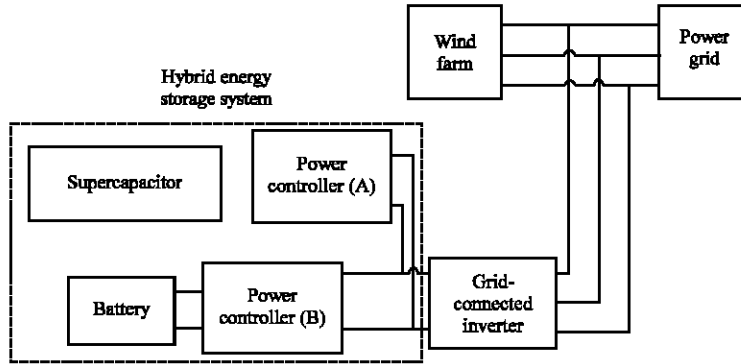 Wind
farm
Power
grid
Hybrid energy
storage system
Supercapacitor
Power
controller (A)
Battery
Power
controller (B)
Grid-
connected
inverter